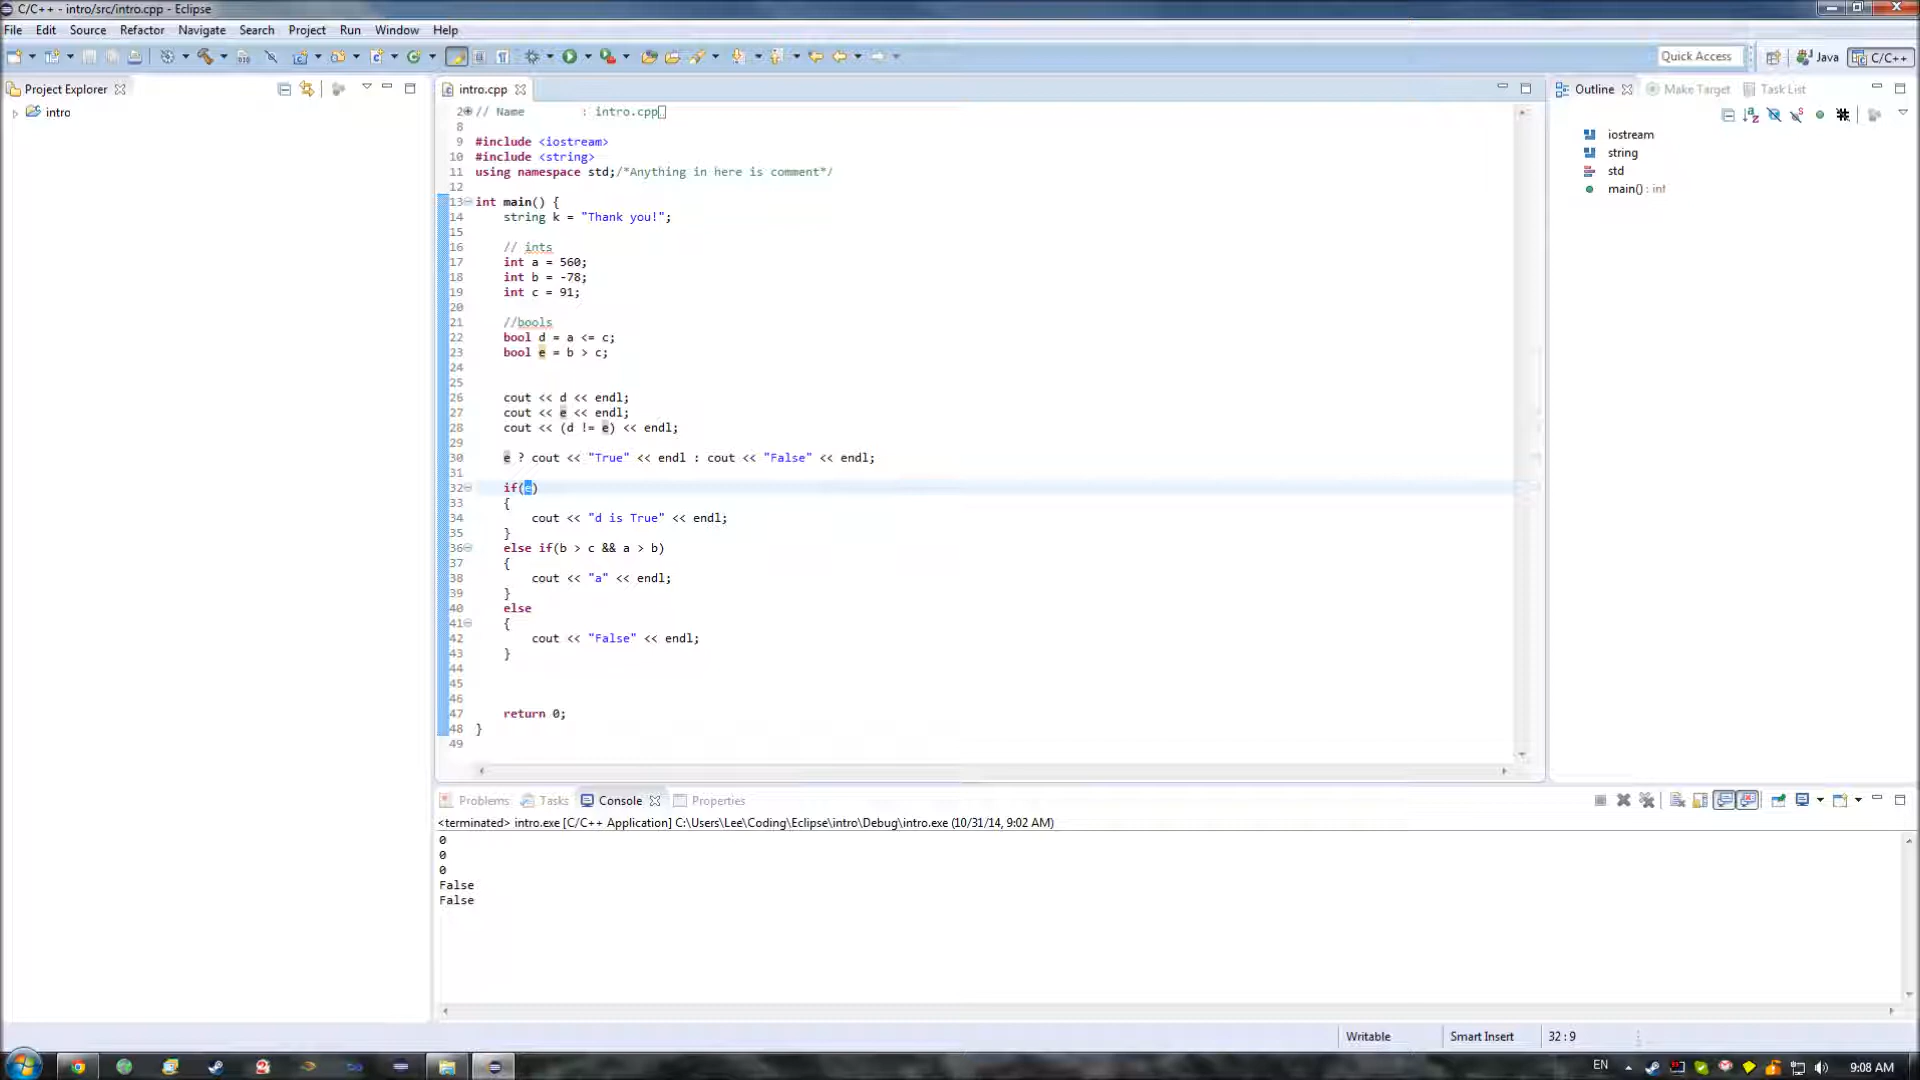 C/C++ - intro/src/intro.cpp - Eclipse
File Edit Source Refactor Navigate Search Project Run Window Help
Quick Access Java C/C++
Project Explorer
intro
intro.cpp
2 // Name : intro.cpp
8
9 #include <iostream>
10 #include <string>
11 using namespace std;/*Anything in here is comment*/
12
13 int main() {
14 string k = "Thank you!";
15
16 // ints
17 int a = 560;
18 int b = -78;
19 int c = 91;
20
21 //bools
22 bool d = a <= c;
23 bool e = b > c;
24
25
26 cout << d << endl;
27 cout << e << endl;
28 cout << (d != e) << endl;
29
30 e ? cout << "True" << endl : cout << "False" << endl;
31
32 if(e)
33 {
34 cout << "d is True" << endl;
35 }
36 else if(b > c && a > b)
37 {
38 cout << "a" << endl;
39 }
40 else
41 {
42 cout << "False" << endl;
43 }
44
45
46
47 return 0;
48 }
49
Outline Make Target Task List
iostream
string
std
main() : int
Problems Tasks Console Properties
<terminated> intro.exe [C/C++ Application] C:\Users\Lee\Coding\Eclipse\intro\Debug\intro.exe (10/31/14, 9:02 AM)
0
0
0
False
False
Writable Smart Insert 32 : 9
EN 9:08 AM